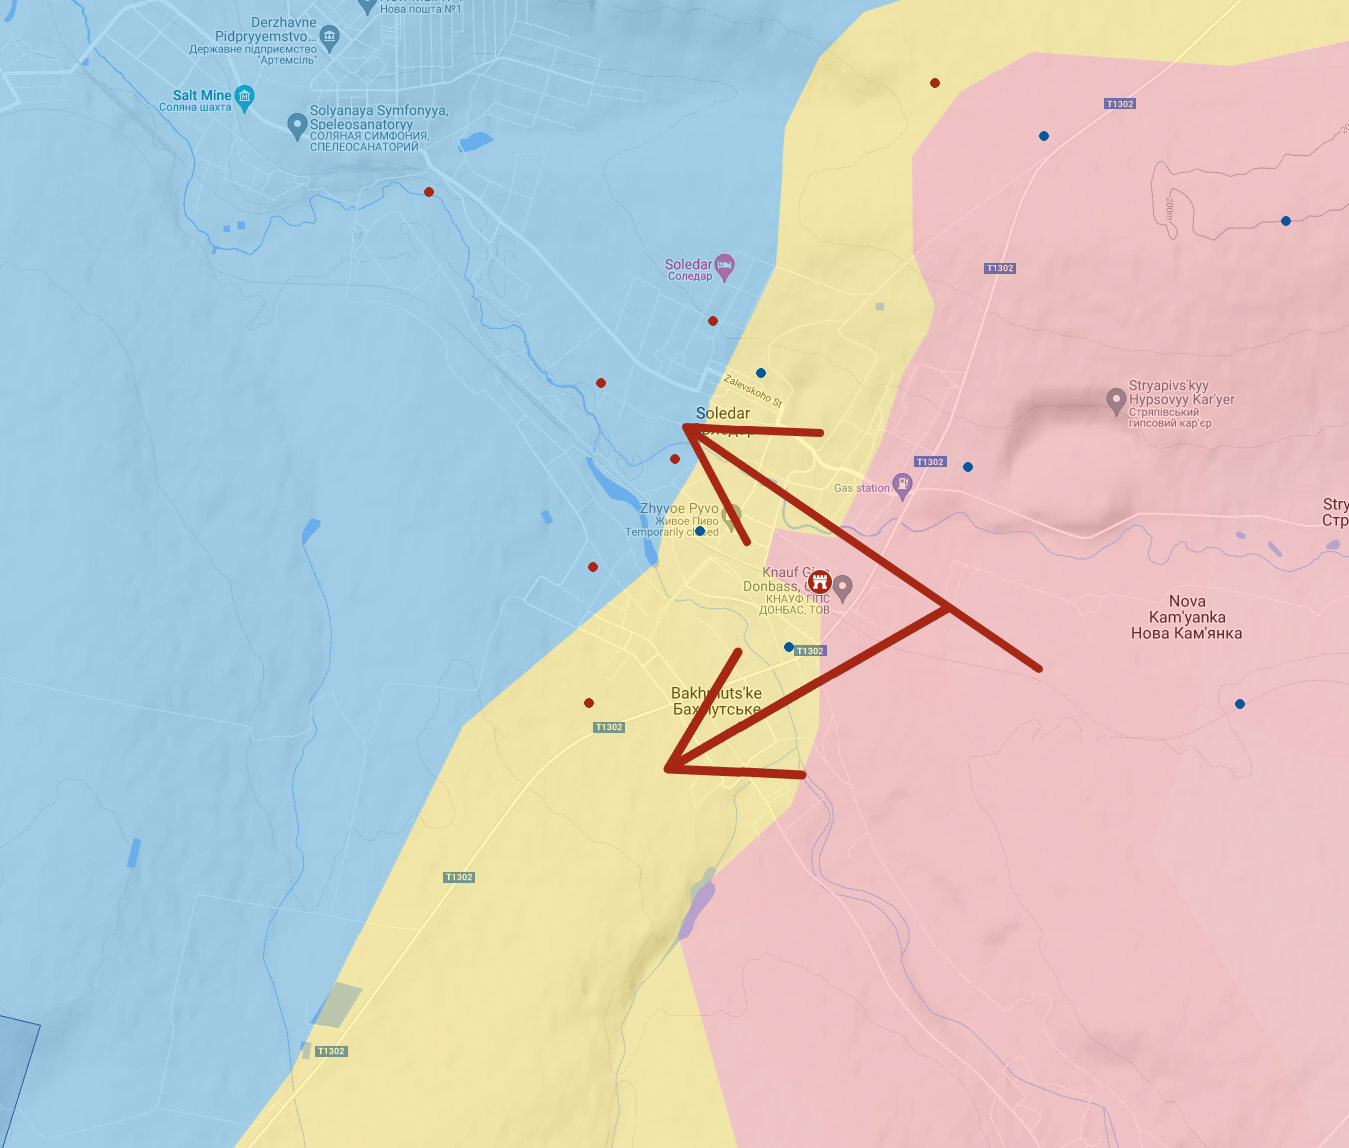 Нова пошта №1
Derzhavne
Pidpryyemstvo...
Державне підприємство
"Артемсіль"
Salt Mine
Соляна шахта
Solyanaya Symfonyya,
Speleosanatoryy
СОЛЯНАЯ СИМФОНИЯ,
СПЕЛЕОСАНАТОРИЙ
T1302
-200m
Soledar
Соледар
T1302
Zalevskoho St
Stryapivs'kyy
Hypsovyy Kar'yer
Стряпівський
гипсовий кар'єр
Soledar
T1302
Gas station
Zhyvoe Pyvo
Живое Пиво
Temporarily closed
Stry
Стр
Knauf Gips
Donbass,
КНАУФ ГІПС
ДОНБАС, ТОВ
Nova
Kam'yanka
Нова Кам'янка
T1302
Bakhmuts'ke
Бахмутське
T1302
T1302
T1302